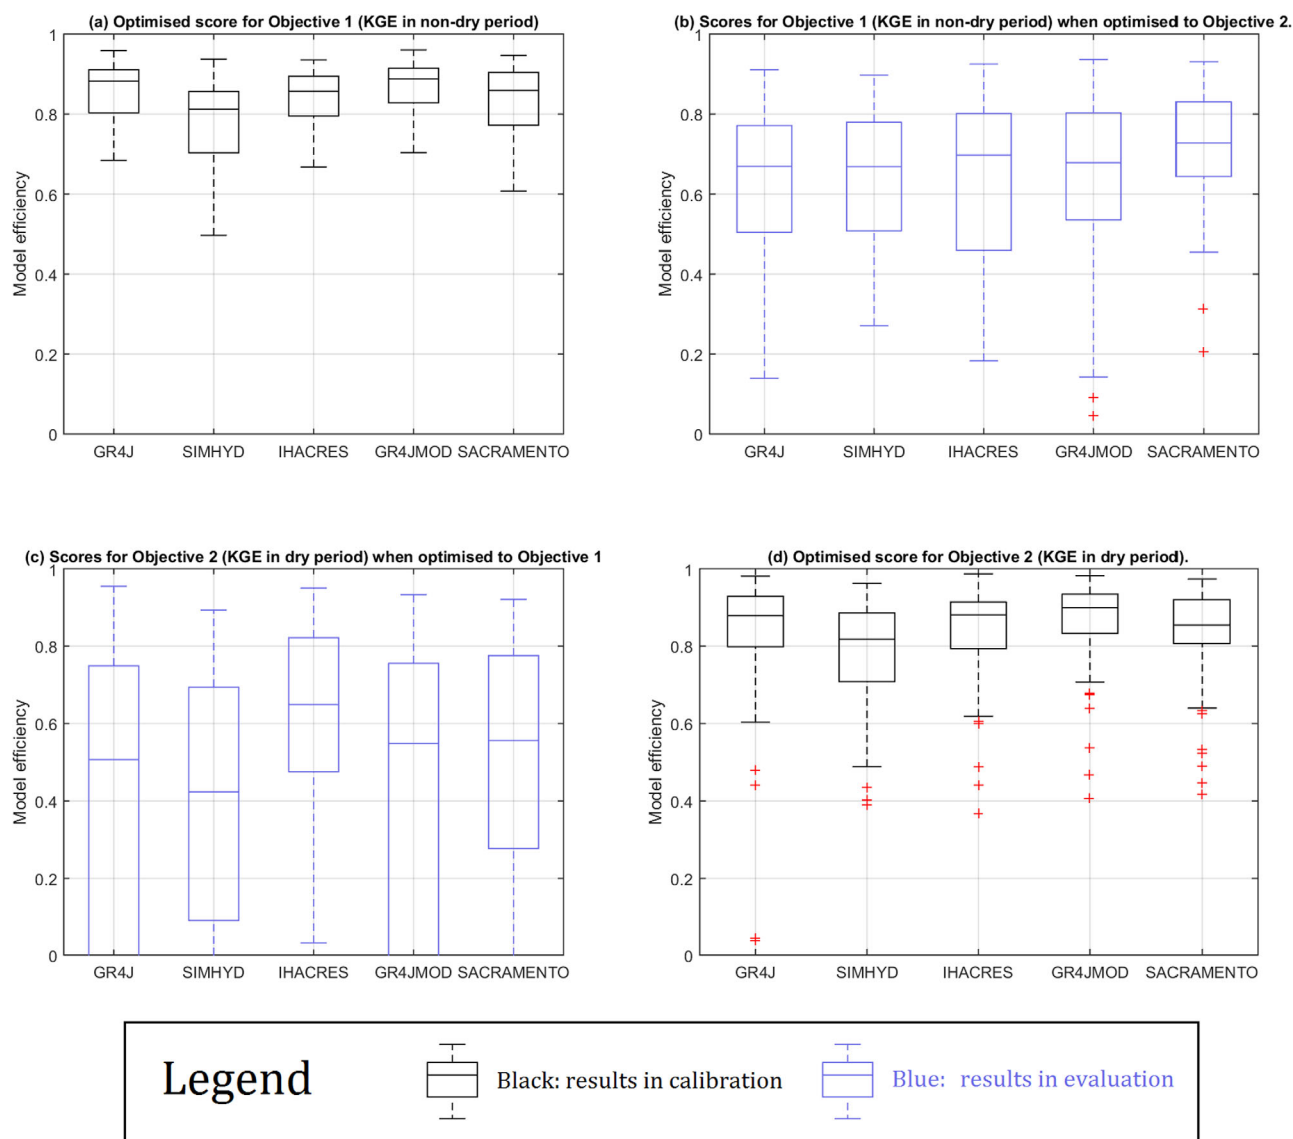 (a) Optimised score for Objective 1 (KGE in non-dry period)
Model efficiency
1
0.8
0.6
0.4
0.2
0
GR4J SIMHYD IHACRES GR4JMOD SACRAMENTO
(b) Scores for Objective 1 (KGE in non-dry period) when optimised to Objective 2.
Model efficiency
1
0.8
0.6
0.4
0.2
0
GR4J SIMHYD IHACRES GR4JMOD SACRAMENTO
(c) Scores for Objective 2 (KGE in dry period) when optimised to Objective 1
Model efficiency
1
0.8
0.6
0.4
0.2
0
GR4J SIMHYD IHACRES GR4JMOD SACRAMENTO
(d) Optimised score for Objective 2 (KGE in dry period).
Model efficiency
1
0.8
0.6
0.4
0.2
0
GR4J SIMHYD IHACRES GR4JMOD SACRAMENTO
Legend
Black: results in calibration
Blue: results in evaluation